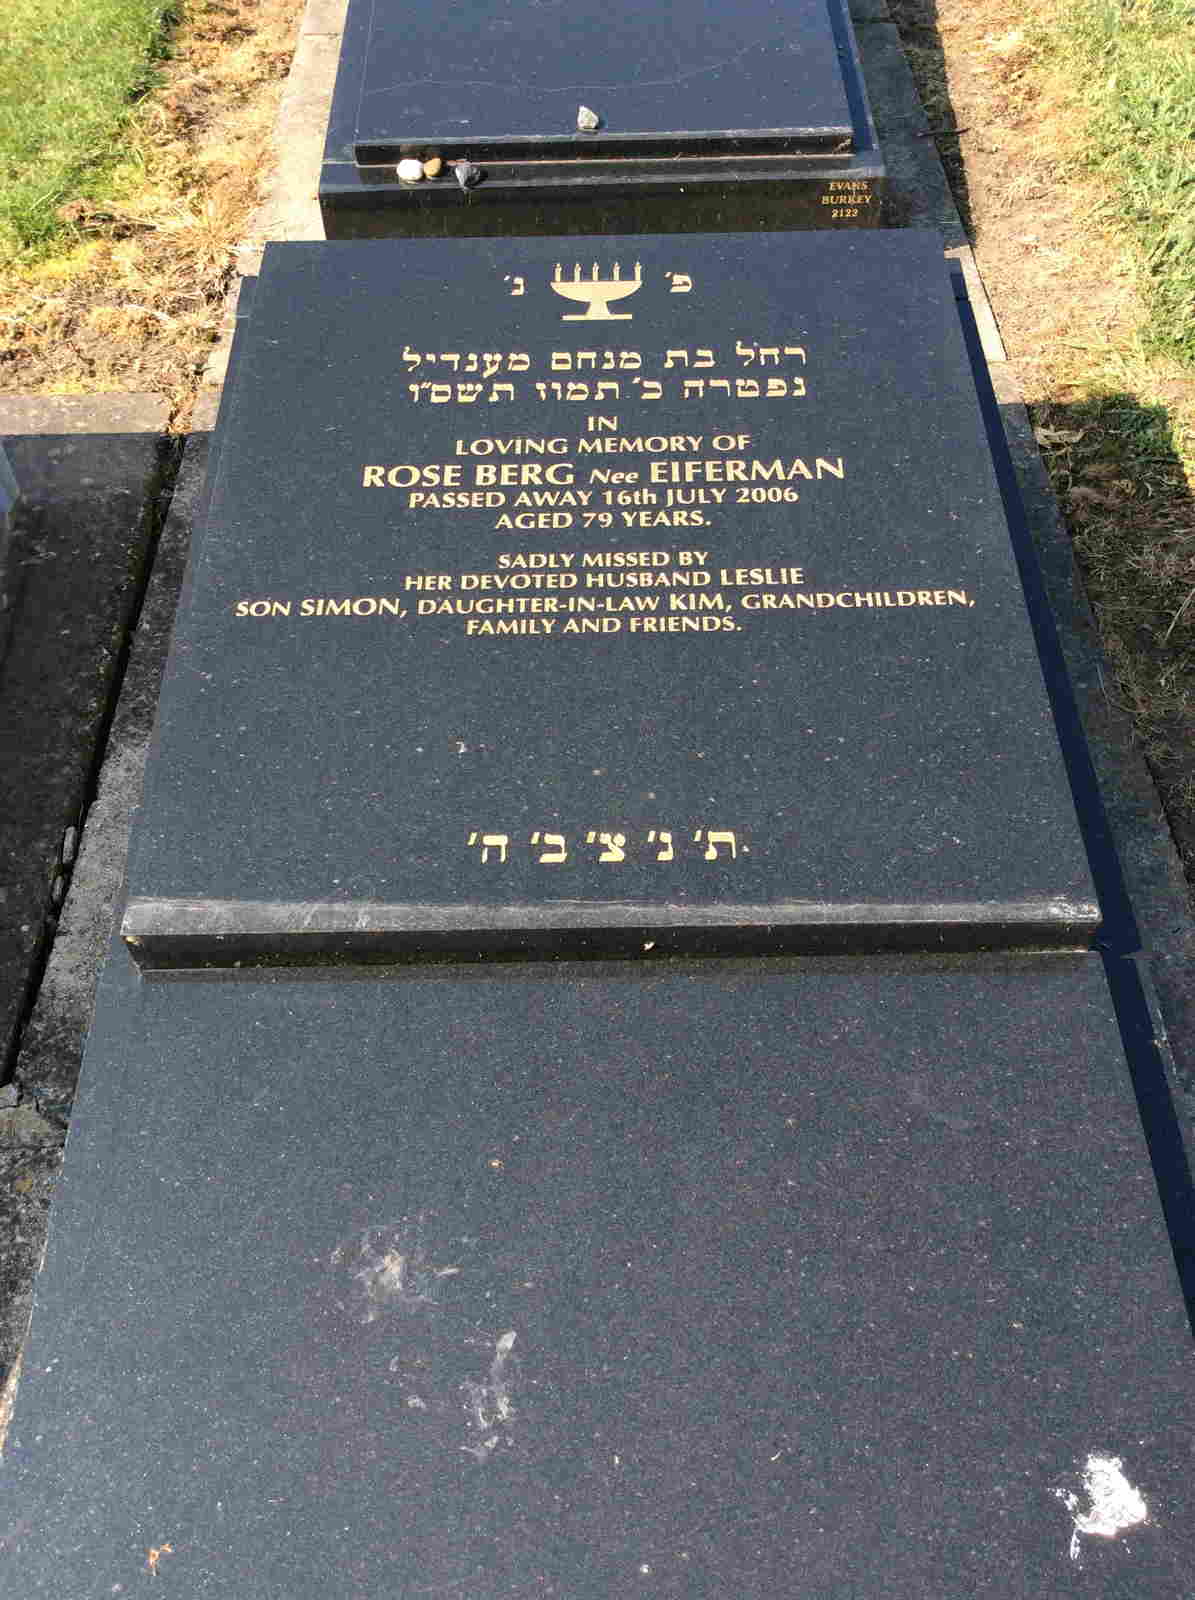 EVANS
BURKEY
2122
פ׳ נ׳
רחל בת מנחם מענדיל
נפטרה כ׳ תמוז תשס״ו
IN
LOVING MEMORY OF
ROSE BERG Nee EIFERMAN
PASSED AWAY 16th JULY 2006
AGED 79 YEARS.
SADLY MISSED BY
HER DEVOTED HUSBAND LESLIE
SON SIMON, DAUGHTER-IN-LAW KIM, GRANDCHILDREN,
FAMILY AND FRIENDS.
ת׳ נ׳ צ׳ ב׳ ה׳